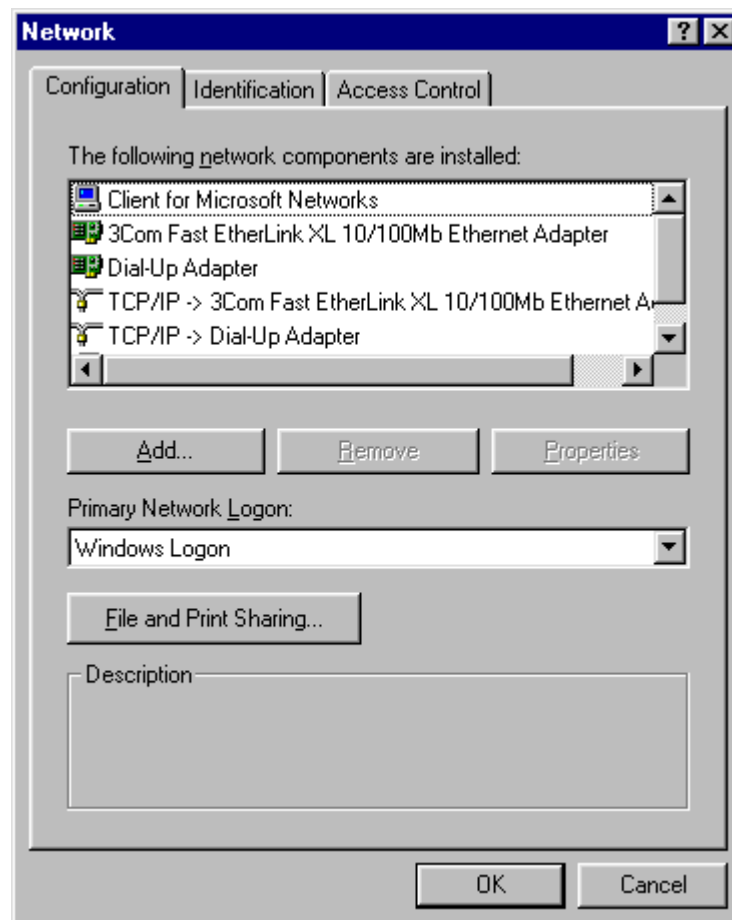 Network
Configuration Identification Access Control
The following network components are installed:
Client for Microsoft Networks
3Com Fast EtherLink XL 10/100Mb Ethernet Adapter
Dial-Up Adapter
TCP/IP -> 3Com Fast EtherLink XL 10/100Mb Ethernet A
TCP/IP -> Dial-Up Adapter
Add... Remove Properties
Primary Network Logon:
Windows Logon
File and Print Sharing...
Description
OK Cancel